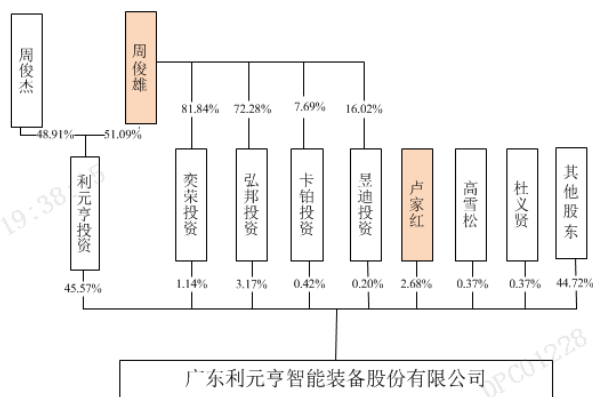 周俊杰
周俊雄
81.84%
72.28%
7.69%
16.02%
48.91%
51.09%
利元亨投资
奕荣投资
弘邦投资
卡铂投资
昱迪投资
卢家红
高雪松
杜义贤
其他股东
45.57%
1.14%
3.17%
0.42%
0.20%
2.68%
0.37%
0.37%
44.72%
广东利元亨智能装备股份有限公司
DPC01228